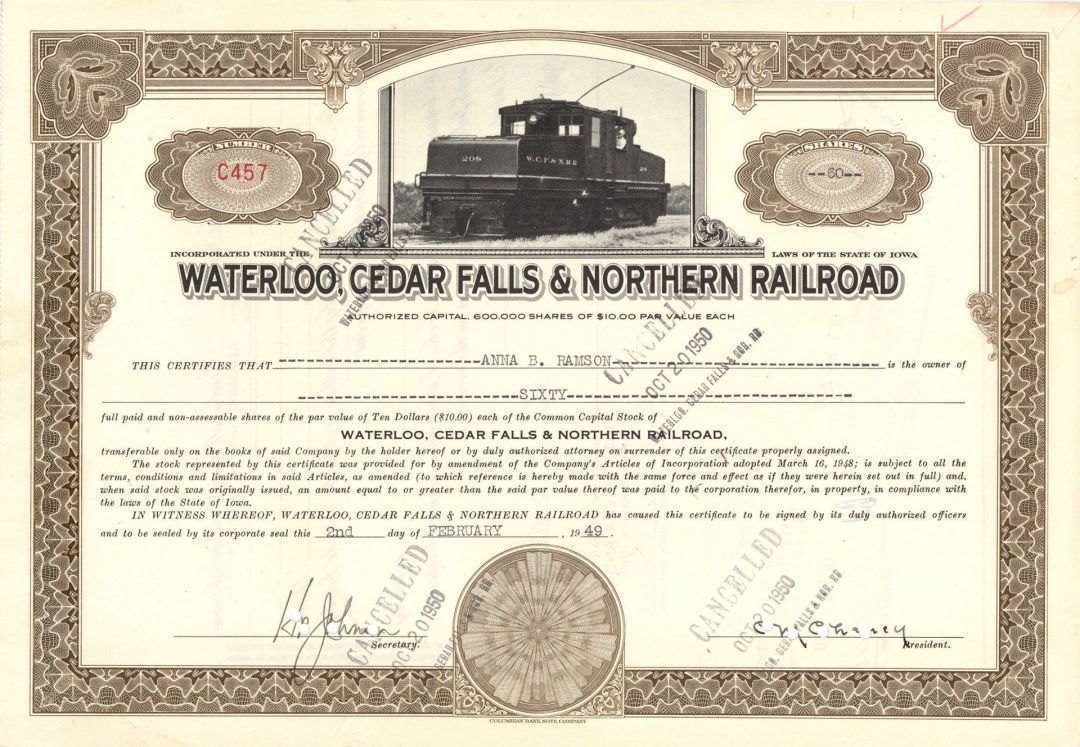 NUMBER
C457
SHARES
--60--
208
W.C.F. & N.R.R.
208
INCORPORATED UNDER THE LAWS OF THE STATE OF IOWA
WATERLOO, CEDAR FALLS & NORTHERN RAILROAD
AUTHORIZED CAPITAL, 600,000 SHARES OF $10.00 PAR VALUE EACH
THIS CERTIFIES THAT ANNA B. RAMSON is the owner of
SIXTY
full paid and non-assessable shares of the par value of Ten Dollars ($10.00) each of the Common Capital Stock of
WATERLOO, CEDAR FALLS & NORTHERN RAILROAD,
transferable only on the books of said Company by the holder hereof or by duly authorized attorney on surrender of this certificate properly assigned.
The stock represented by this certificate was provided for by amendment of the Company's Articles of Incorporation adopted March 16, 1948; is subject to all the
terms, conditions and limitations in said Articles, as amended (to which reference is hereby made with the same force and effect as if they were herein set out in full) and,
when said stock was originally issued, an amount equal to or greater than the said par value thereof was paid to the corporation therefor, in property, in compliance with
the laws of the State of Iowa.
IN WITNESS WHEREOF, WATERLOO, CEDAR FALLS & NORTHERN RAILROAD has caused this certificate to be signed by its duly authorized officers
and to be sealed by its corporate seal this 2nd day of FEBRUARY, 1949.
Secretary.
President.
COLUMBIAN BANK NOTE COMPANY
CANCELLED
OCT 20 1950
CANCELLED
OCT 20 1950
WATERLOO, CEDAR FALLS & NOR. RD.
CANCELLED
OCT 20 1950
CANCELLED
OCT 20 1950